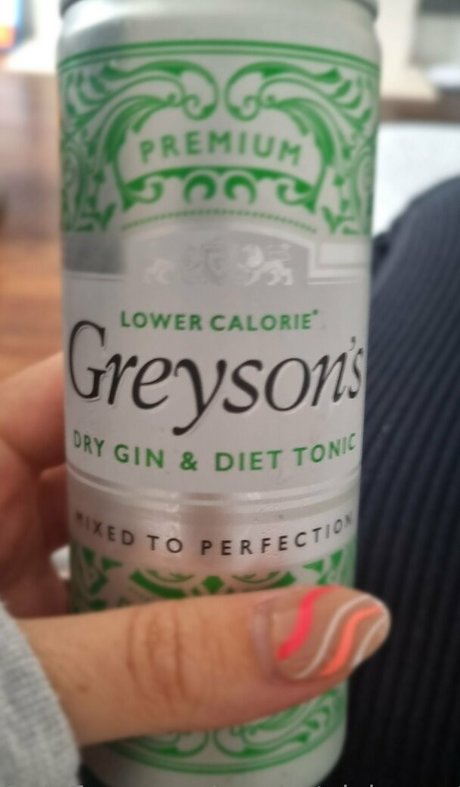 PREMIUM
LOWER CALORIE*
Greyson's
DRY GIN & DIET TONIC
MIXED TO PERFECTION